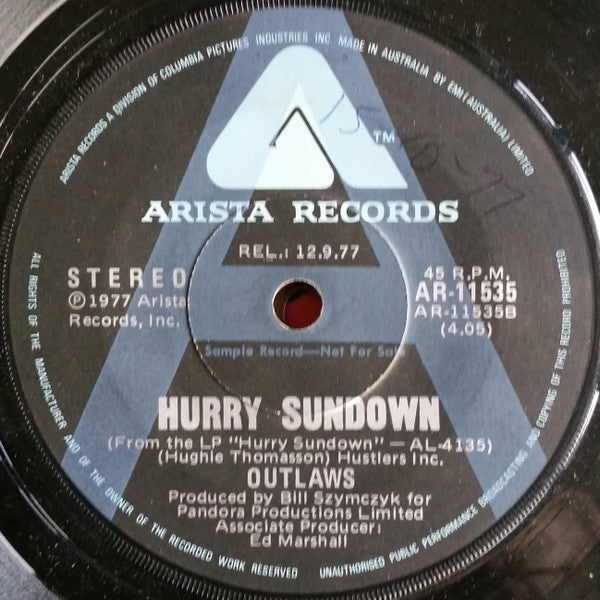 ARISTA RECORDS A DIVISION OF COLUMBIA PICTURES INDUSTRIES INC. MADE IN AUSTRALIA BY EMI (AUSTRALIA) LIMITED
TM
ARISTA RECORDS
REL.: 12.9.77
STEREO
℗ 1977 Arista
Records, Inc.
45 R.P.M.
AR-11535
AR-11535B
(4.05)
Sample Record—Not For Sale
HURRY SUNDOWN
(From the LP "Hurry Sundown" — AL-4135)
(Hughie Thomasson) Hustlers Inc.
OUTLAWS
Produced by Bill Szymczyk for
Pandora Productions Limited
Associate Producer:
Ed Marshall
ALL RIGHTS OF THE MANUFACTURER AND OF THE OWNER OF THE RECORDED WORK RESERVED
UNAUTHORISED PUBLIC PERFORMANCE BROADCASTING AND COPYING OF THIS RECORD PROHIBITED